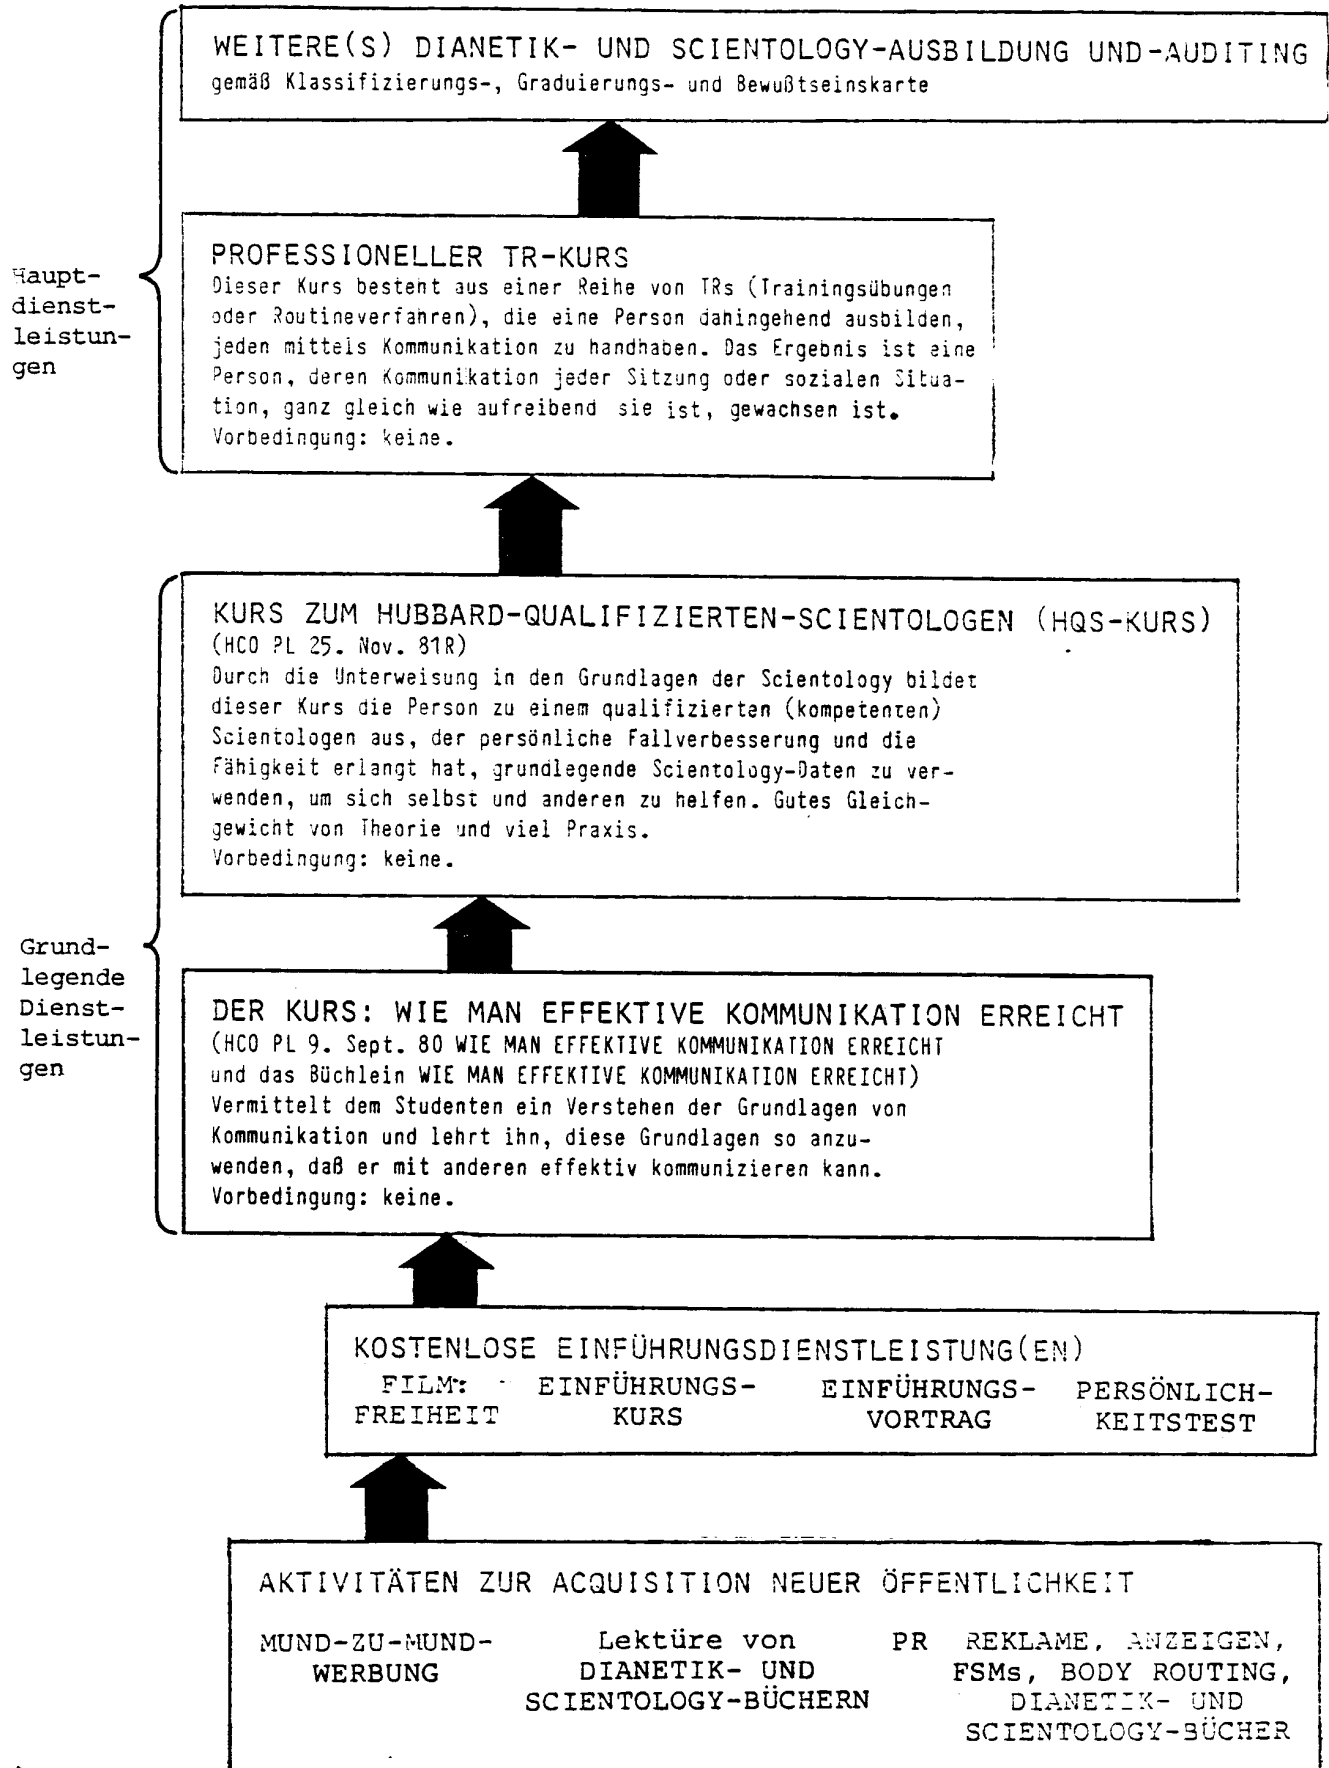 WEITERE(S) DIANETIK- UND SCIENTOLOGY-AUSBILDUNG UND-AUDITING
gemäß Klassifizierungs-, Graduierungs- und Bewußtseinskarte
Haupt-
dienst-
leistun-
gen
PROFESSIONELLER TR-KURS
Dieser Kurs besteht aus einer Reihe von TRs (Trainingsübungen
oder Routineverfahren), die eine Person dahingehend ausbilden,
jeden mittels Kommunikation zu handhaben. Das Ergebnis ist eine
Person, deren Kommunikation jeder Sitzung oder sozialen Situa-
tion, ganz gleich wie aufreibend sie ist, gewachsen ist.
Vorbedingung: keine.
KURS ZUM HUBBARD-QUALIFIZIERTEN-SCIENTOLOGEN (HQS-KURS)
(HCO PL 25. Nov. 81R)
Durch die Unterweisung in den Grundlagen der Scientology bildet
dieser Kurs die Person zu einem qualifizierten (kompetenten)
Scientologen aus, der persönliche Fallverbesserung und die
Fähigkeit erlangt hat, grundlegende Scientology-Daten zu ver-
wenden, um sich selbst und anderen zu helfen. Gutes Gleich-
gewicht von Theorie und viel Praxis.
Vorbedingung: keine.
Grund-
legende
Dienst-
leistun-
gen
DER KURS: WIE MAN EFFEKTIVE KOMMUNIKATION ERREICHT
(HCO PL 9. Sept. 80 WIE MAN EFFEKTIVE KOMMUNIKATION ERREICHT
und das Büchlein WIE MAN EFFEKTIVE KOMMUNIKATION ERREICHT)
Vermittelt dem Studenten ein Verstehen der Grundlagen von
Kommunikation und lehrt ihn, diese Grundlagen so anzu-
wenden, daß er mit anderen effektiv kommunizieren kann.
Vorbedingung: keine.
KOSTENLOSE EINFÜHRUNGSDIENSTLEISTUNG(EN)
FILM:
FREIHEIT
EINFÜHRUNGS-
KURS
EINFÜHRUNGS-
VORTRAG
PERSÖNLICH-
KEITSTEST
AKTIVITÄTEN ZUR ACQUISITION NEUER ÖFFENTLICHKEIT
MUND-ZU-MUND-
WERBUNG
Lektüre von
DIANETIK- UND
SCIENTOLOGY-BÜCHERN
PR REKLAME, ANZEIGEN,
FSMs, BODY ROUTING,
DIANETIK- UND
SCIENTOLOGY-BÜCHER